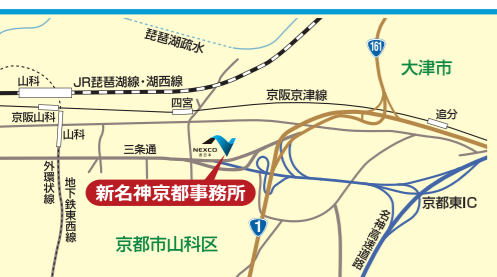 琵琶湖疏水
161
大津市
山科
JR琵琶湖線・湖西線
四宮
京阪京津線
京阪山科
追分
山科
三条通
NEXCO
西日本
外環状線
地下鉄東西線
新名神京都事務所
京都東IC
1
名神高速道路
京都市山科区